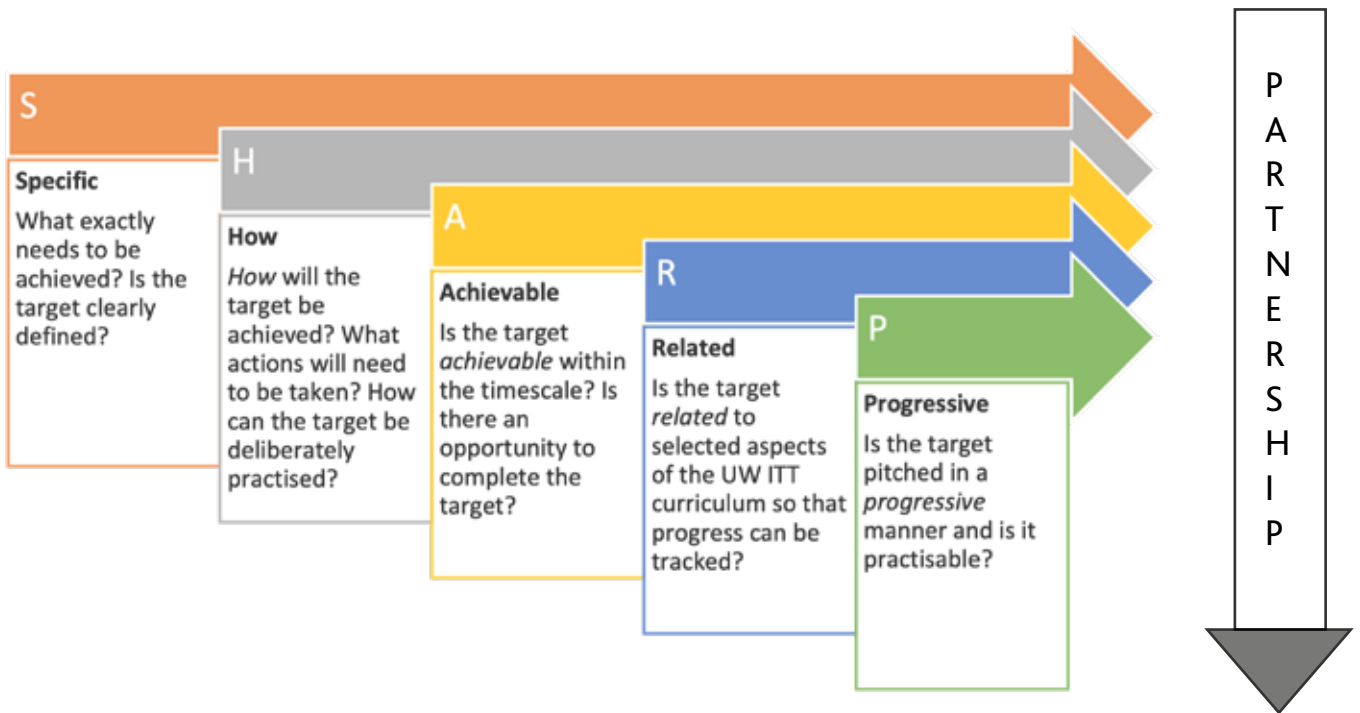 S
Specific
What exactly
needs to be
achieved? Is the
target clearly
defined?
H
How
How will the
target be
achieved? What
actions will need
to be taken? How
can the target be
deliberately
practised?
A
Achievable
Is the target
achievable within
the timescale? Is
there an
opportunity to
complete the
target?
R
Related
Is the target
related to
selected aspects
of the UW ITT
curriculum so that
progress can be
tracked?
P
Progressive
Is the target
pitched in a
progressive
manner and is it
practisable?
P
A
R
T
N
E
R
S
H
I
P